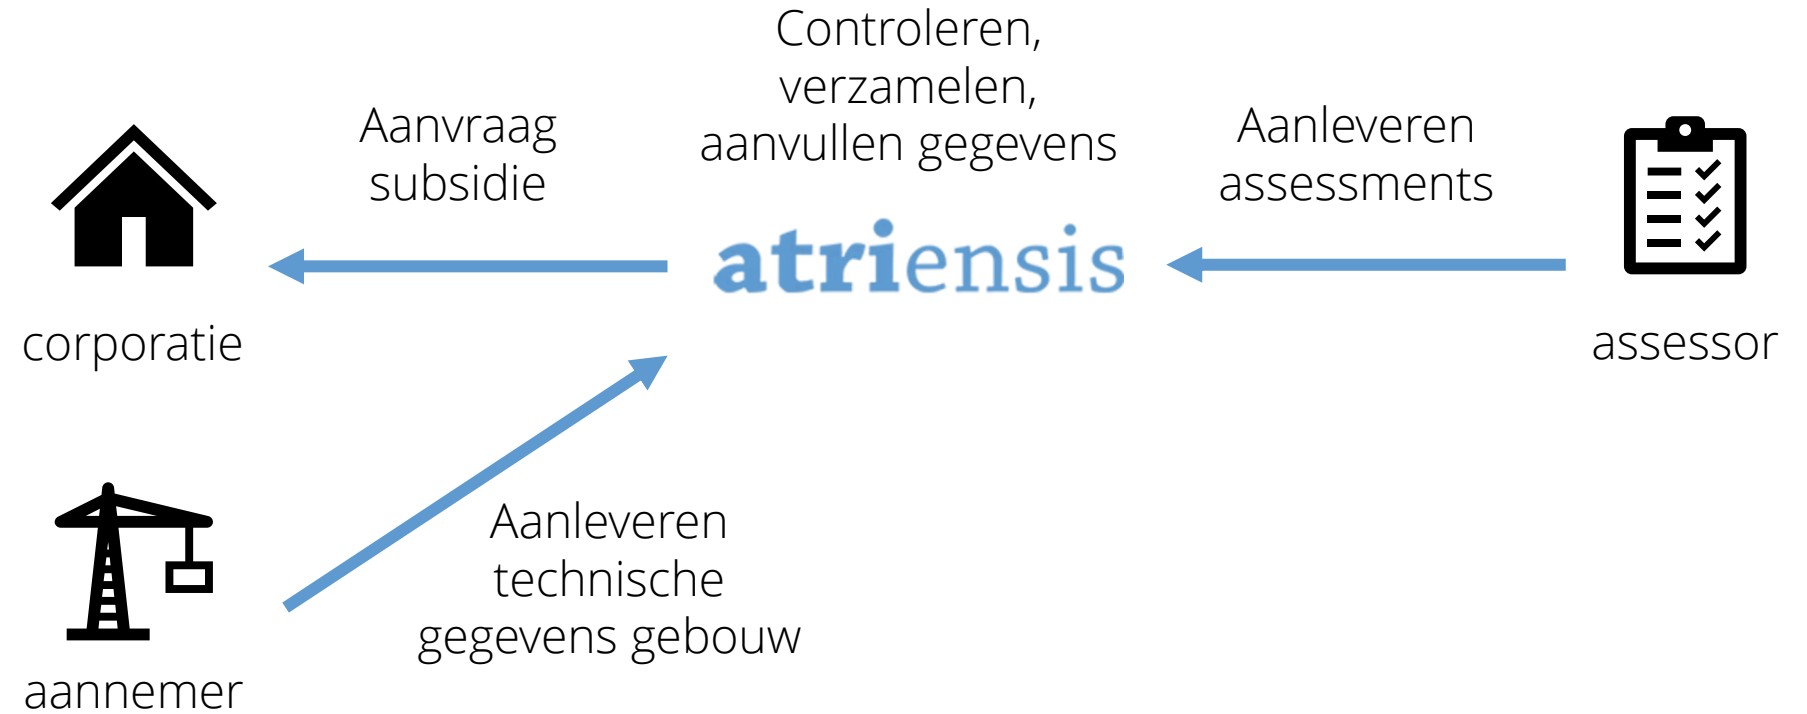 Controleren,
verzamelen,
aanvullen gegevens
Aanvraag
subsidie
Aanleveren
assessments
atriensis
corporatie
assessor
Aanleveren
technische
gegevens gebouw
aannemer